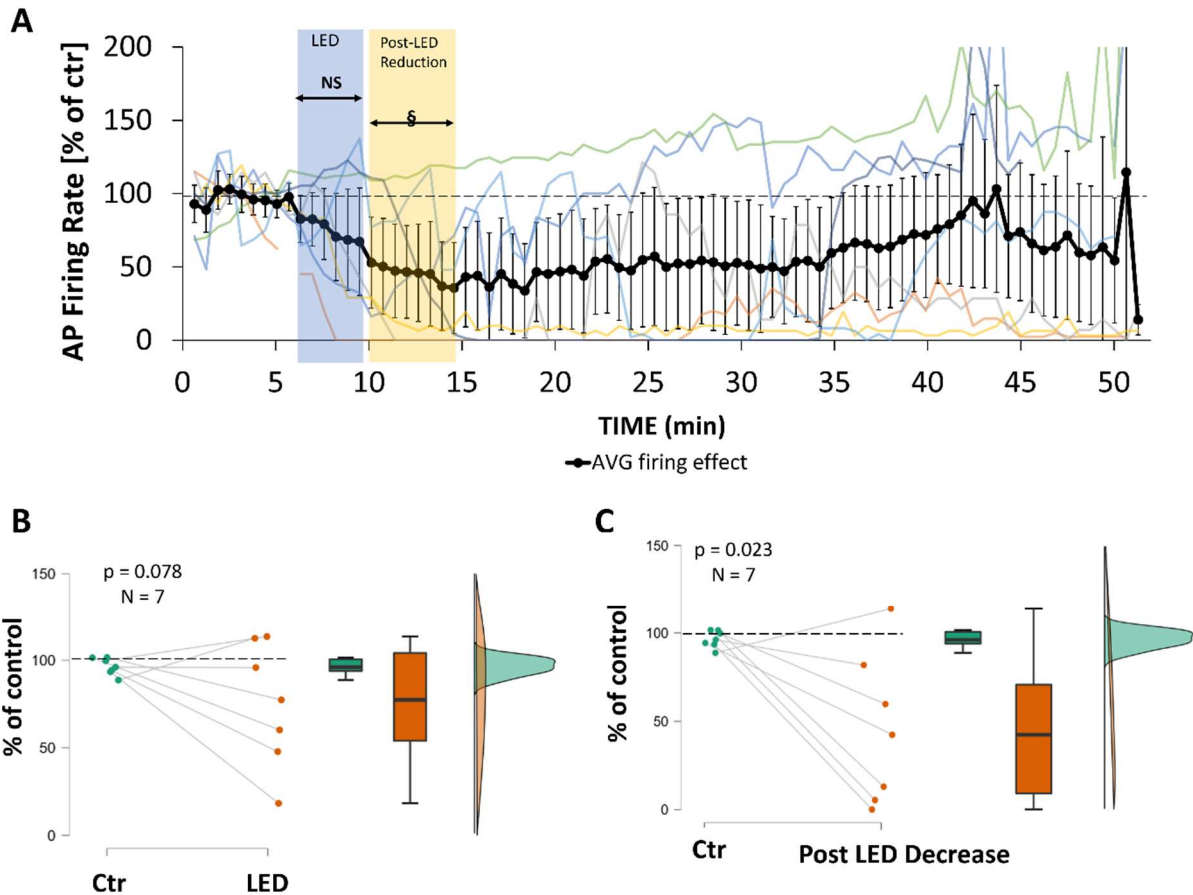 A
AP Firing Rate [% of ctr]
200
150
100
50
0
LED
NS
Post-LED
Reduction
§
0 5 10 15 20 25 30 35 40 45 50
TIME (min)
AVG firing effect
B
% of control
150
100
50
0
p = 0.078
N = 7
Ctr LED
C
% of control
150
100
50
0
p = 0.023
N = 7
Ctr Post LED Decrease